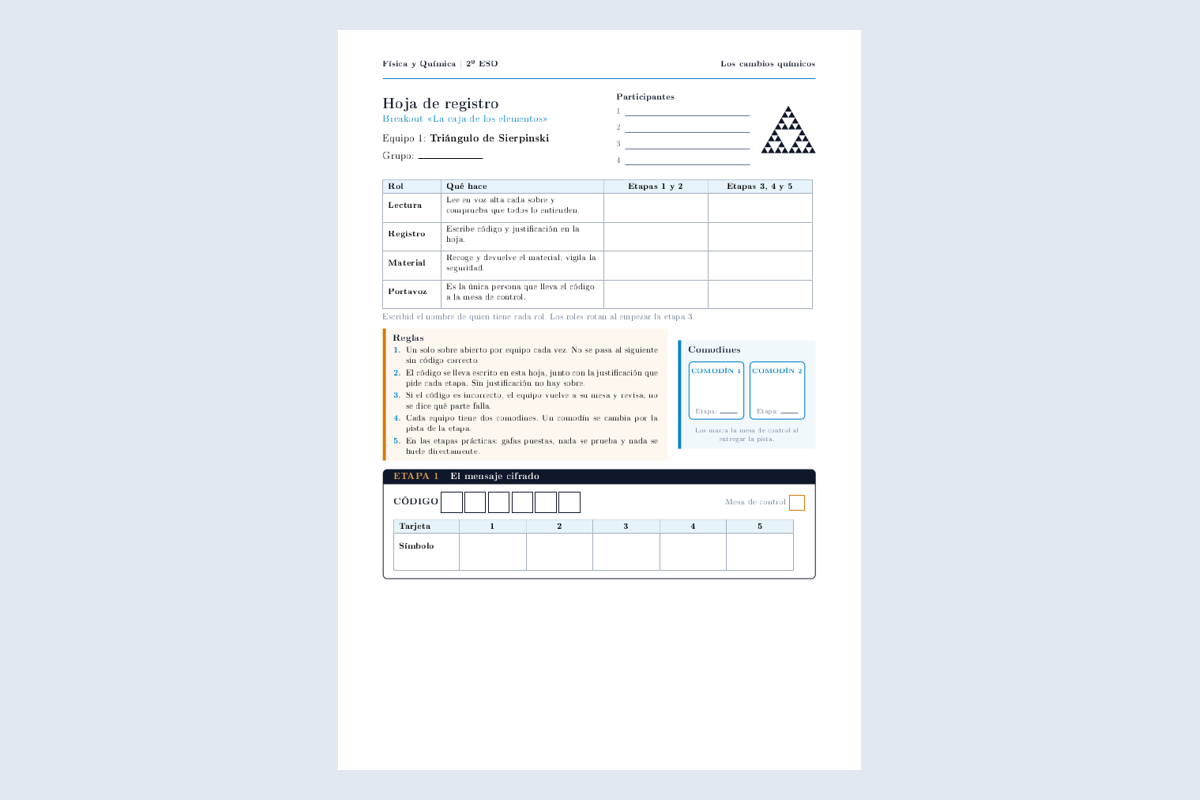 Física y Química | 2º ESO
Los cambios químicos
Hoja de registro
Breakout «La caja de los elementos»
Equipo 1: Triángulo de Sierpinski
Grupo:
Participantes
1
2
3
4
Rol Qué hace Etapas 1 y 2 Etapas 3, 4 y 5
Lectura
Lee en voz alta cada sobre y
comprueba que todos lo entienden.
Registro
Escribe código y justificación en la
hoja.
Material
Recoge y devuelve el material, vigila la
seguridad.
Portavoz
Es la única persona que lleva el código
a la mesa de control.
Escribid el nombre de quien tiene cada rol. Los roles rotan al empezar la etapa 3.
Reglas
1. Un solo sobre abierto por equipo cada vez. No se pasa al siguiente
sin código correcto.
2. El código se lleva escrito en esta hoja, junto con la justificación que
pide cada etapa. Sin justificación no hay sobre.
3. Si el código es incorrecto, el equipo vuelve a su mesa y revisa, no
se dice qué parte falla.
4. Cada equipo tiene dos comodines. Un comodín se cambia por la
pista de la etapa.
5. En las etapas prácticas: gafas puestas, nada se prueba y nada se
huele directamente.
Comodines
COMODÍN 1 COMODÍN 2
Etapa: Etapa:
Los marca la mesa de control al
entregar la pista.
ETAPA 1 El mensaje cifrado
CÓDIGO
Mesa de control
Tarjeta 1 2 3 4 5
Símbolo